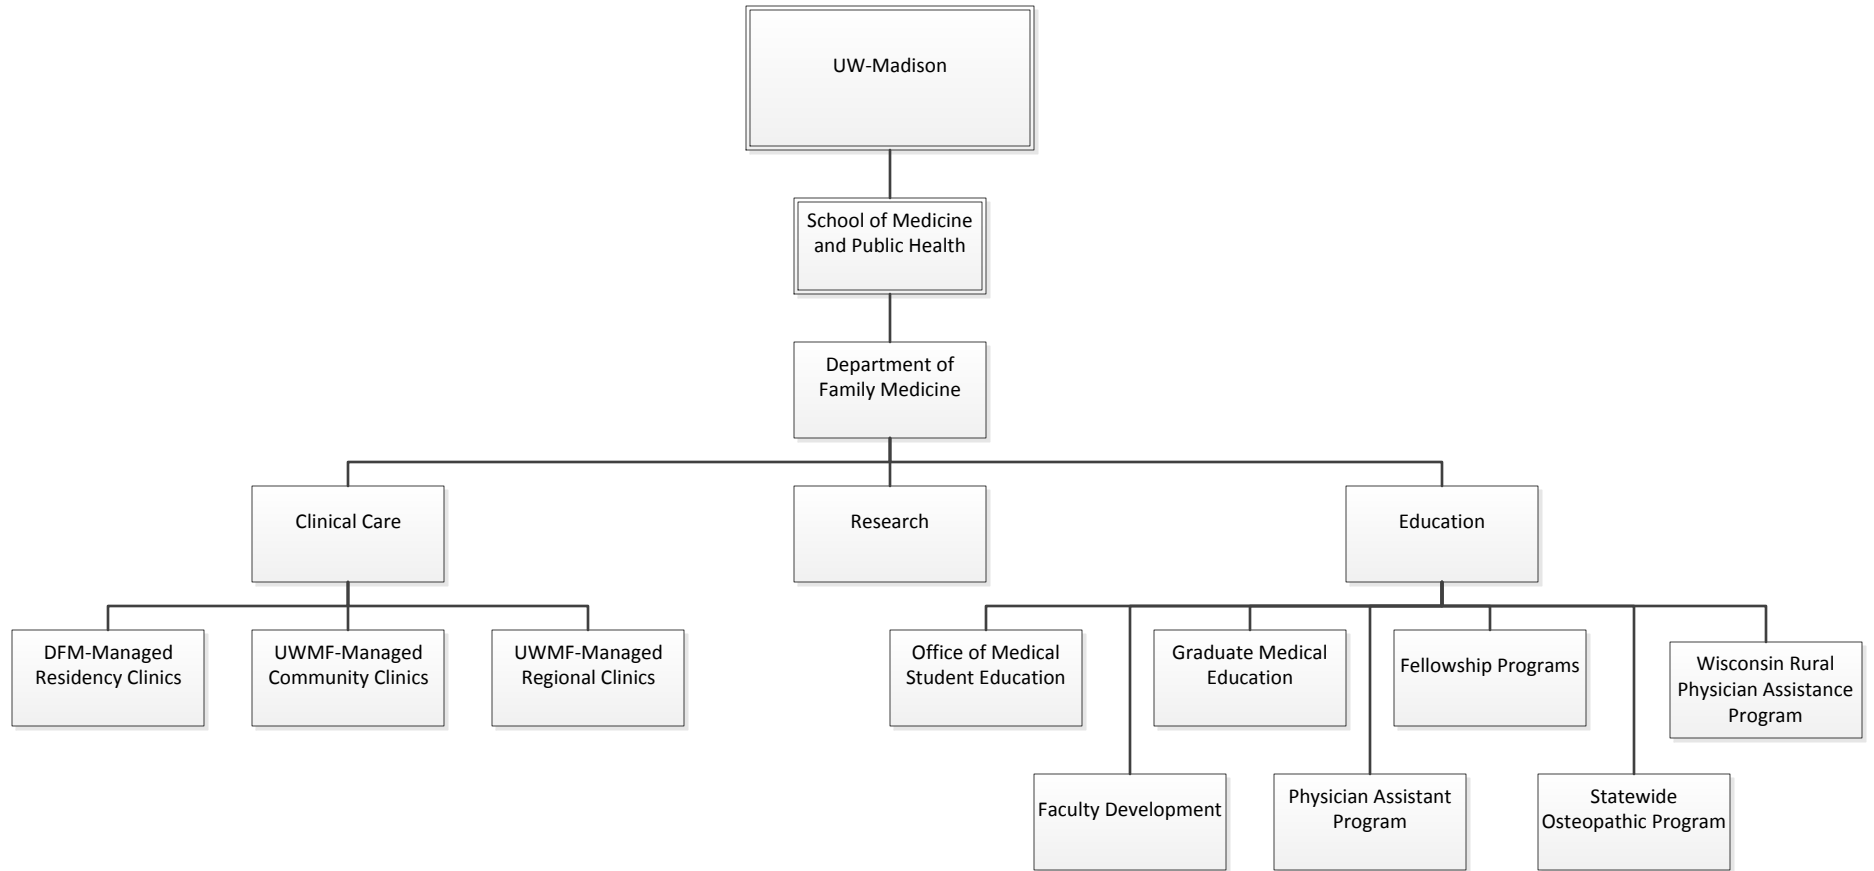 UW-Madison
School of Medicine
and Public Health
Department of
Family Medicine
Clinical Care
Research
Education
DFM-Managed
Residency Clinics
UWMF-Managed
Community Clinics
UWMF-Managed
Regional Clinics
Office of Medical
Student Education
Graduate Medical
Education
Fellowship Programs
Wisconsin Rural
Physician Assistance
Program
Faculty Development
Physician Assistant
Program
Statewide
Osteopathic Program